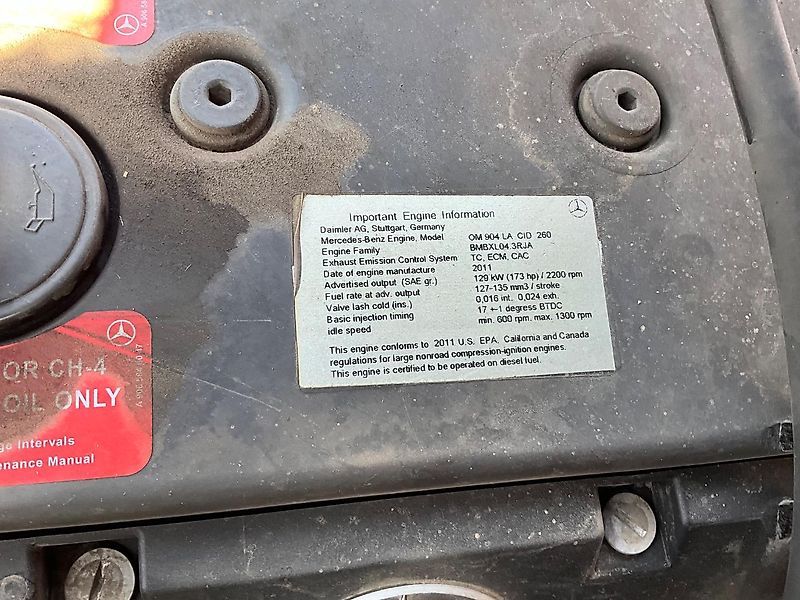 A 906 58
Important Engine Information
Daimler AG, Stuttgart, Germany
Mercedes-Benz Engine, Model OM 904 LA CID 260
Engine Family BMBXL04.3RJA
Exhaust Emission Control System TC, ECM, CAC
Date of engine manufacture 2011
Advertised output (SAE gr.) 129 kW (173 hp) / 2200 rpm
Fuel rate at adv. output 127-135 mm3 / stroke
Valve lash cold (ins.) 0,016 int. 0,024 exh.
Basic injection timing 17 +-1 degress BTDC
idle speed min. 600 rpm. max. 1300 rpm
This engine conforms to 2011 U.S. EPA, California and Canada
regulations for large nonroad compression-ignition engines.
This engine is certified to be operated on diesel fuel.
OR CH-4
OIL ONLY
ge Intervals
enance Manual